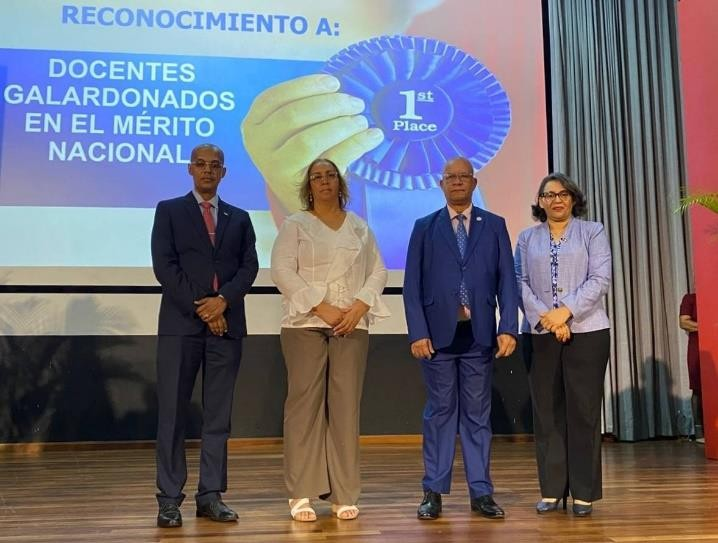 RECONOCIMIENTO A:
DOCENTES
GALARDONADOS
EN EL MÉRITO
NACIONAL
1st
Place